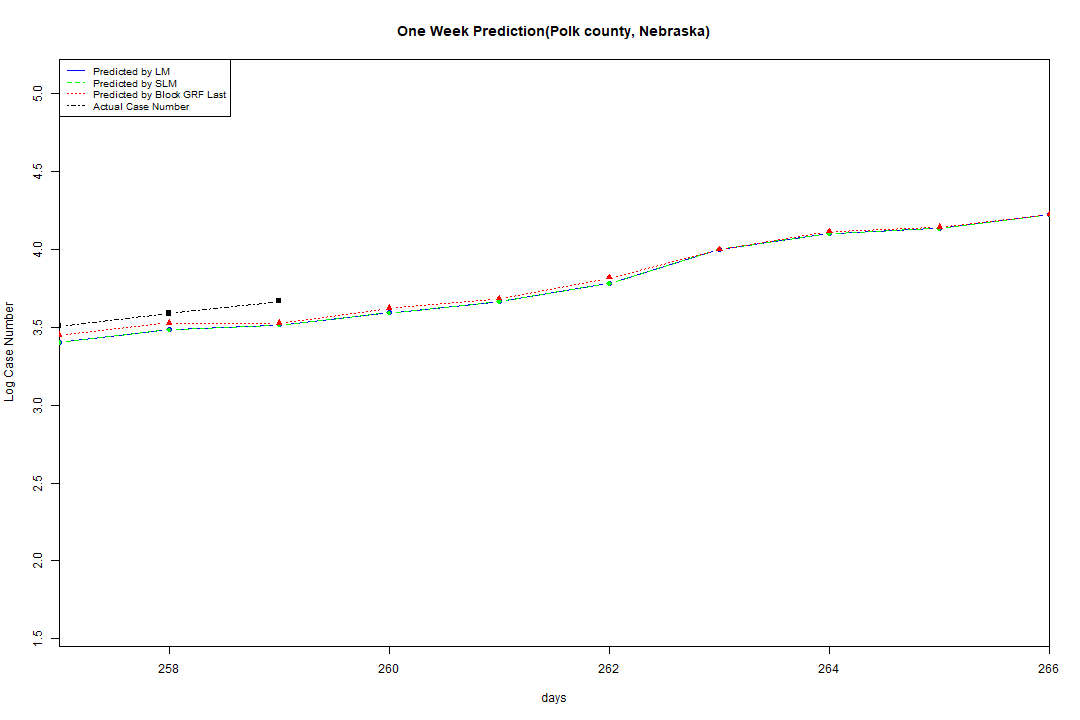 One Week Prediction(Polk county, Nebraska)
Predicted by LM
Predicted by SLM
Predicted by Block GRF Last
Actual Case Number
5.0
4.5
4.0
3.5
3.0
2.5
2.0
1.5
Log Case Number
258
260
262
264
266
days